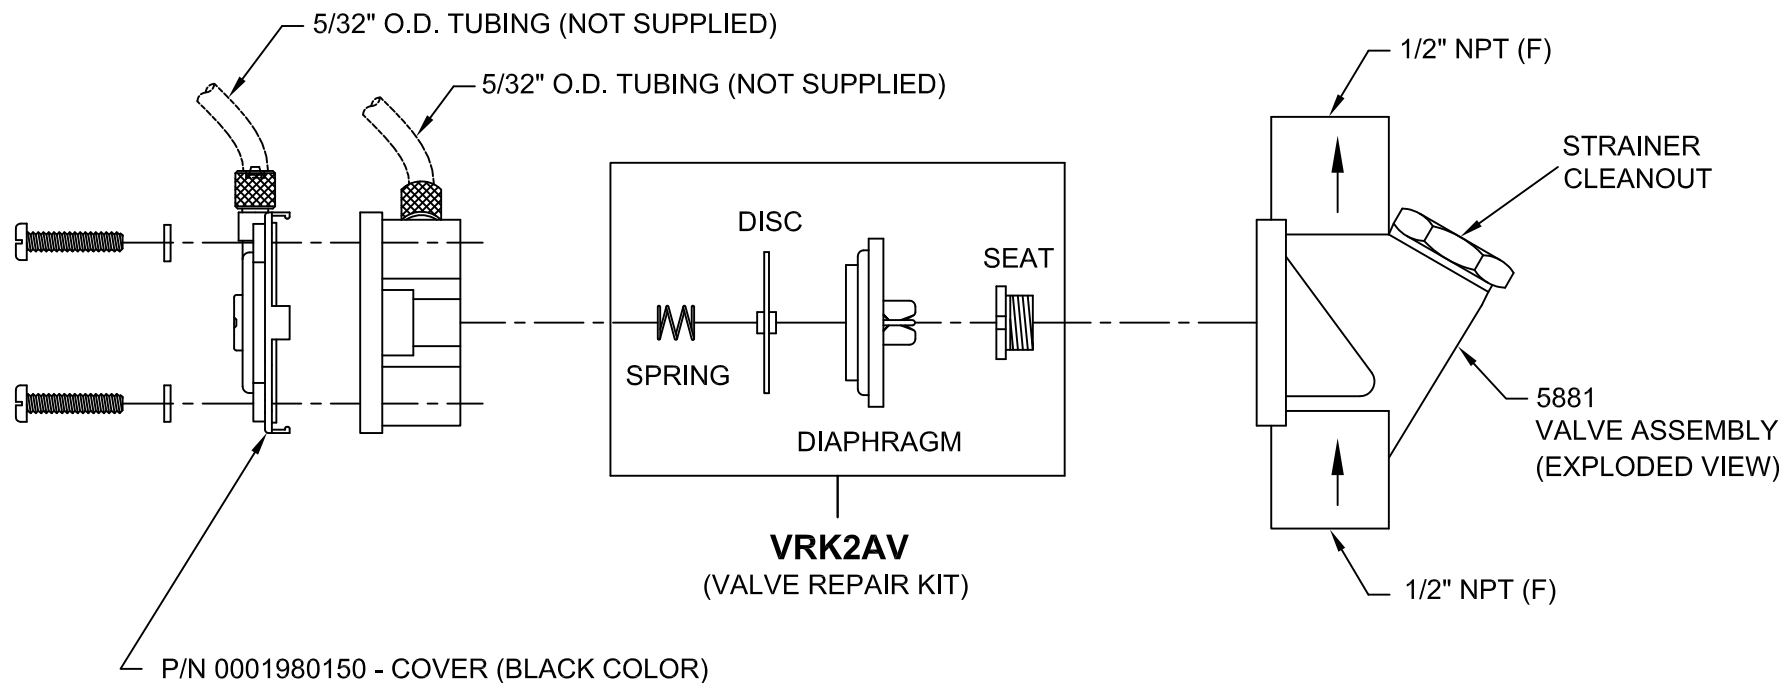 5/32" O.D. TUBING (NOT SUPPLIED)
5/32" O.D. TUBING (NOT SUPPLIED)
1/2" NPT (F)
STRAINER
CLEANOUT
DISC
SEAT
SPRING
DIAPHRAGM
5881
VALVE ASSEMBLY
(EXPLODED VIEW)
VRK2AV
(VALVE REPAIR KIT)
1/2" NPT (F)
P/N 0001980150 - COVER (BLACK COLOR)